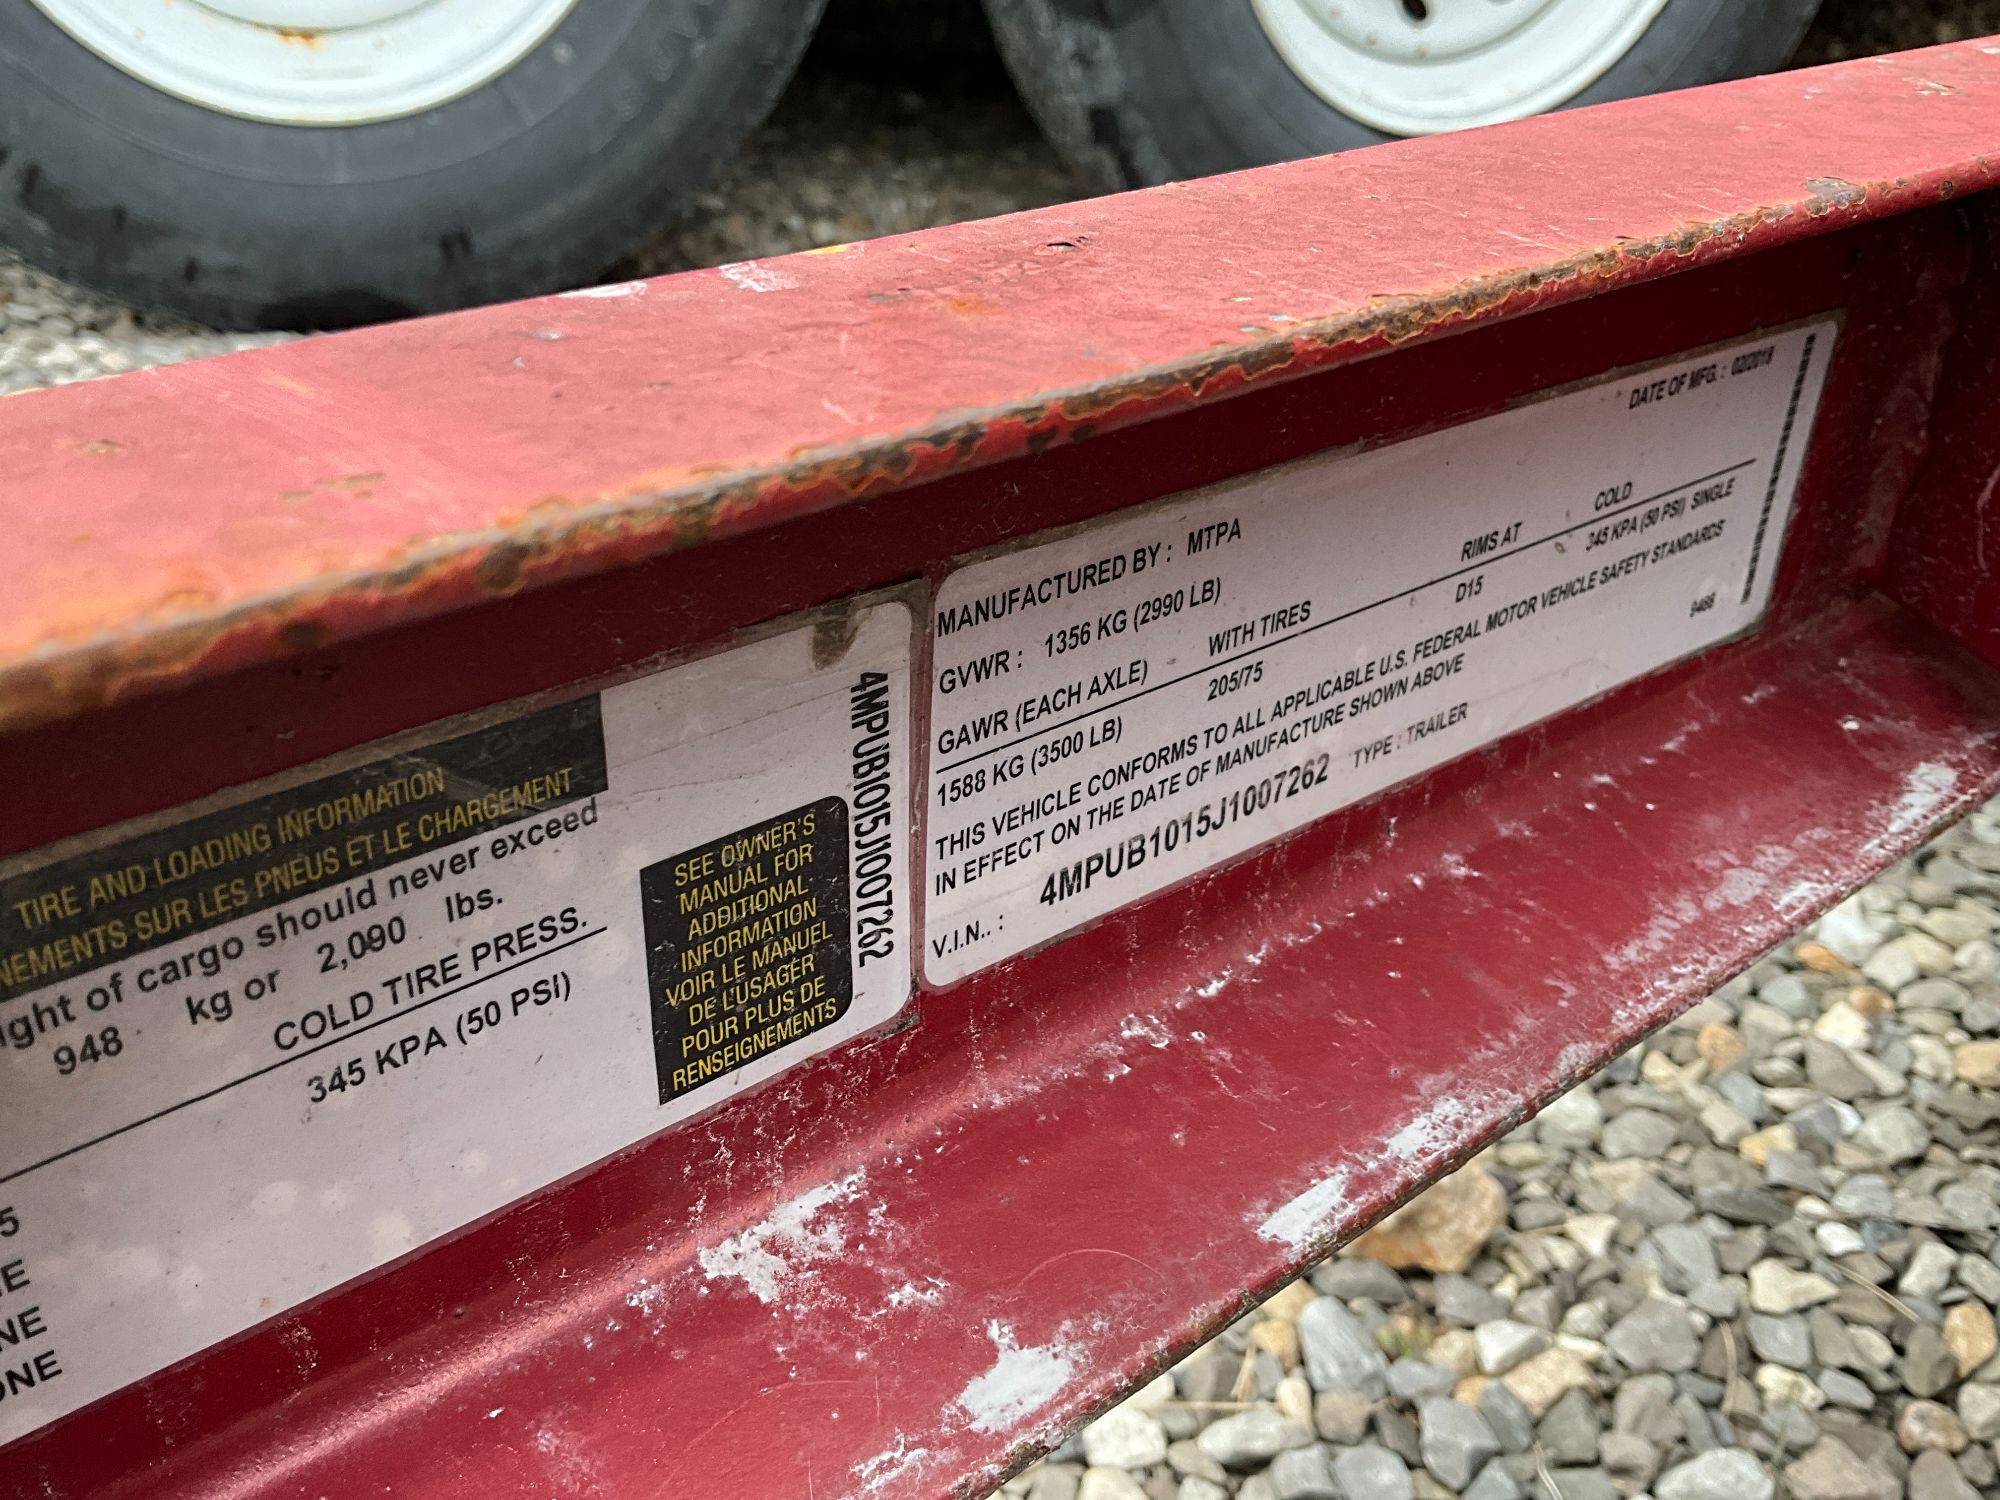 TIRE AND LOADING INFORMATION
NEMENTS SUR LES PNEUS ET LE CHARGEMENT
ight of cargo should never exceed
948 kg or 2,090 lbs.
COLD TIRE PRESS.
345 KPA (50 PSI)
5
E
NE
ONE
SEE OWNER'S
MANUAL FOR
ADDITIONAL
INFORMATION
VOIR LE MANUEL
DE L'USAGER
POUR PLUS DE
RENSEIGNEMENTS
4MPUB1015J1007262
DATE OF MFG. : 02/2018
MANUFACTURED BY : MTPA
GVWR : 1356 KG (2990 LB)
GAWR (EACH AXLE) WITH TIRES RIMS AT COLD
1588 KG (3500 LB) 205/75 D15 345 KPA (50 PSI) SINGLE
THIS VEHICLE CONFORMS TO ALL APPLICABLE U.S. FEDERAL MOTOR VEHICLE SAFETY STANDARDS
IN EFFECT ON THE DATE OF MANUFACTURE SHOWN ABOVE
9466
V.I.N.. : 4MPUB1015J1007262 TYPE : TRAILER